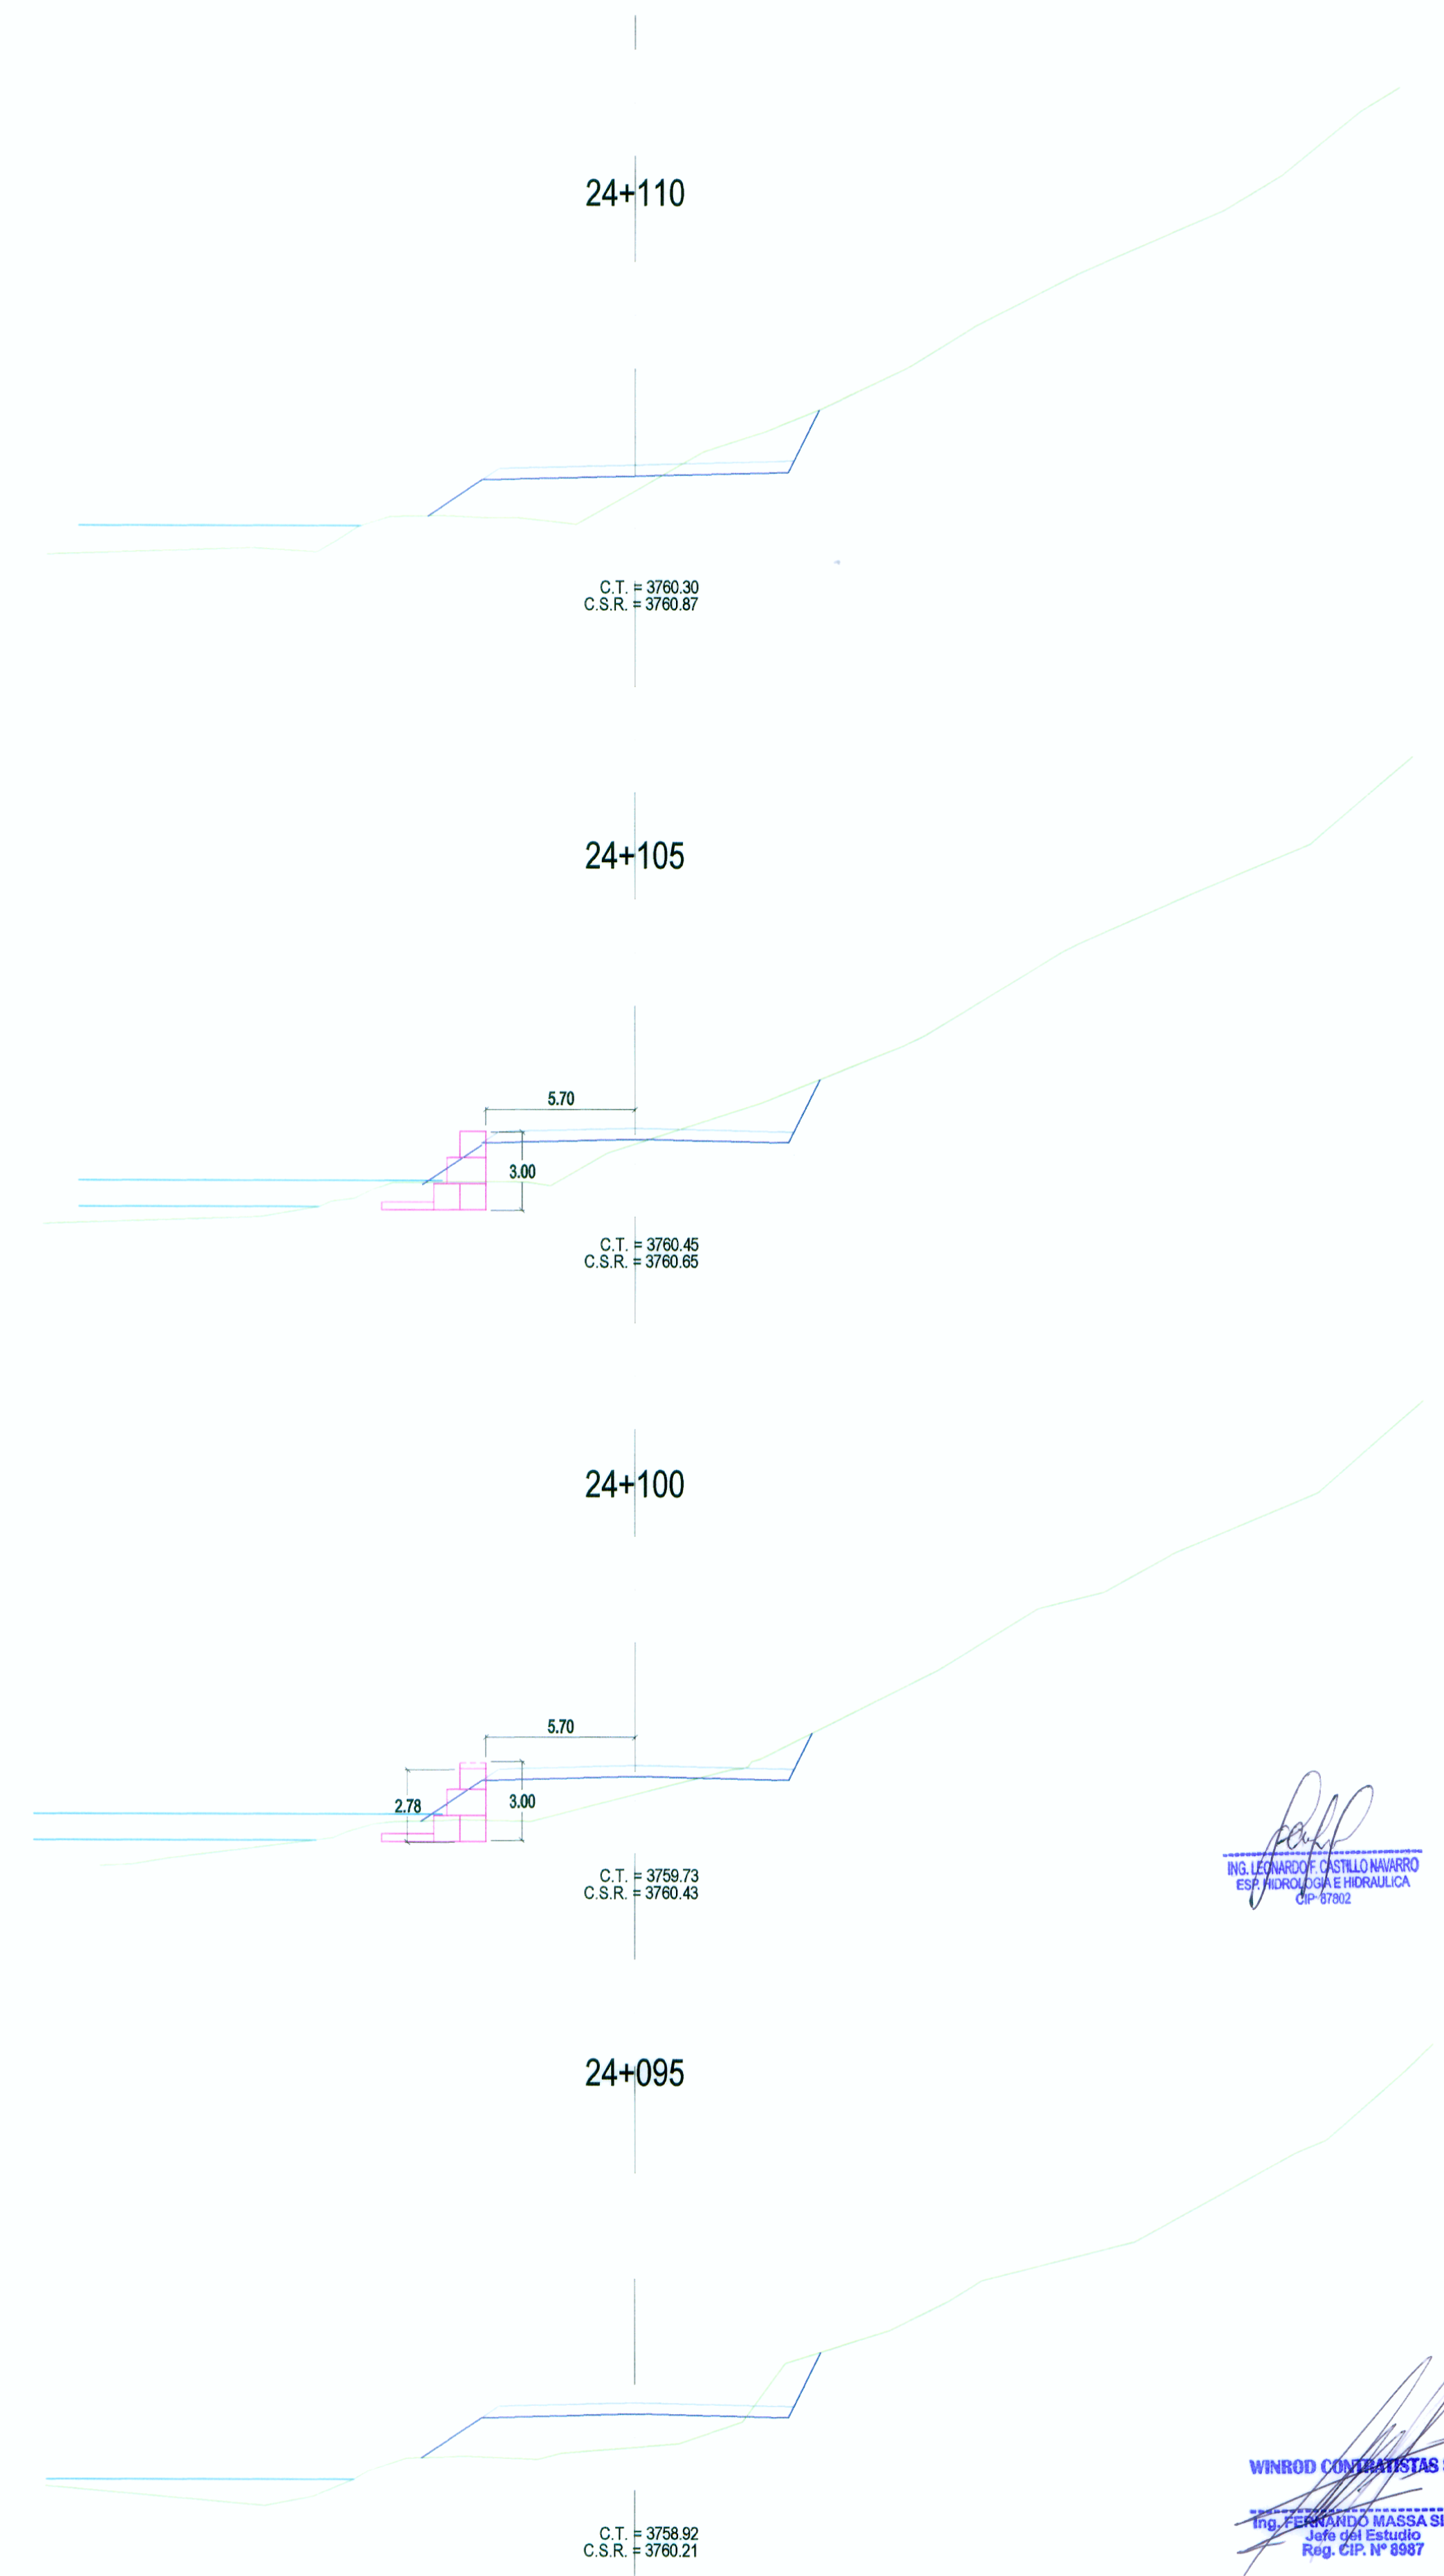 24+110
C.T. = 3760.30
C.S.R. = 3760.87
24+105
5.70
3.00
C.T. = 3760.45
C.S.R. = 3760.65
24+100
5.70
2.78
3.00
C.T. = 3759.73
C.S.R. = 3760.43
ING. LEONARDO F. CASTILLO NAVARRO
ESP. HIDROLOGIA E HIDRAULICA
CIP 87802
24+095
WINROD CONTRATISTAS
Ing. FERNANDO MASSA
Jefe del Estudio
Reg. CIP. Nº 8987
C.T. = 3758.92
C.S.R. = 3760.21